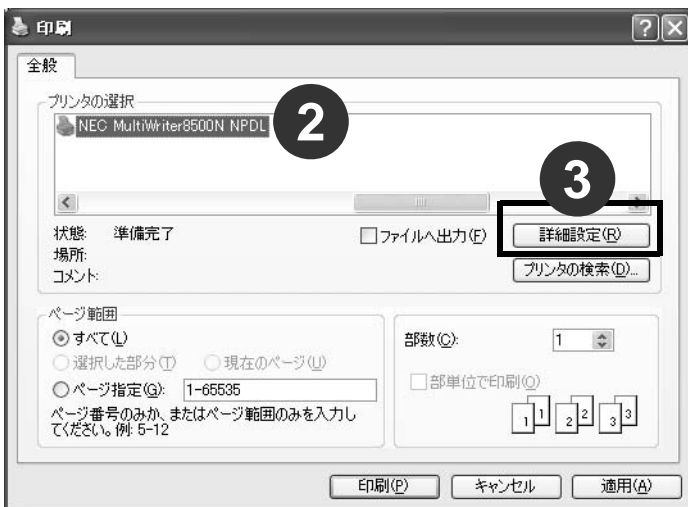 印刷
全般
プリンタの選択
NEC MultiWriter8500N NPDL
2
3
状態: 準備完了
ファイルへ出力(F)
詳細設定(R)
場所:
コメント:
プリンタの検索(D)...
ページ範囲
すべて(L)
選択した部分(T) 現在のページ(U)
ページ指定(G): 1-65535
ページ番号のみか、またはページ範囲のみを入力し
てください。例: 5-12
部数(C): 1
部単位で印刷(O)
1 1 2 2 3 3
印刷(P) キャンセル 適用(A)